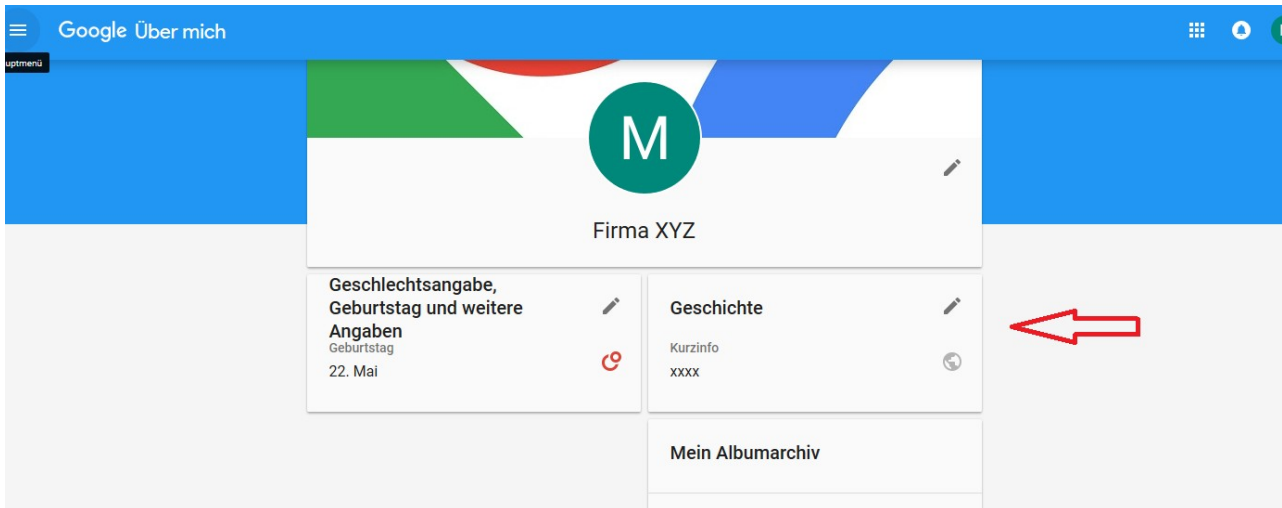 Google Über mich
uptmenü
M
Firma XYZ
Geschlechtsangabe,
Geburtstag und weitere
Angaben
Geburtstag
22. Mai
Geschichte
Kurzinfo
xxxx
Mein Albumarchiv